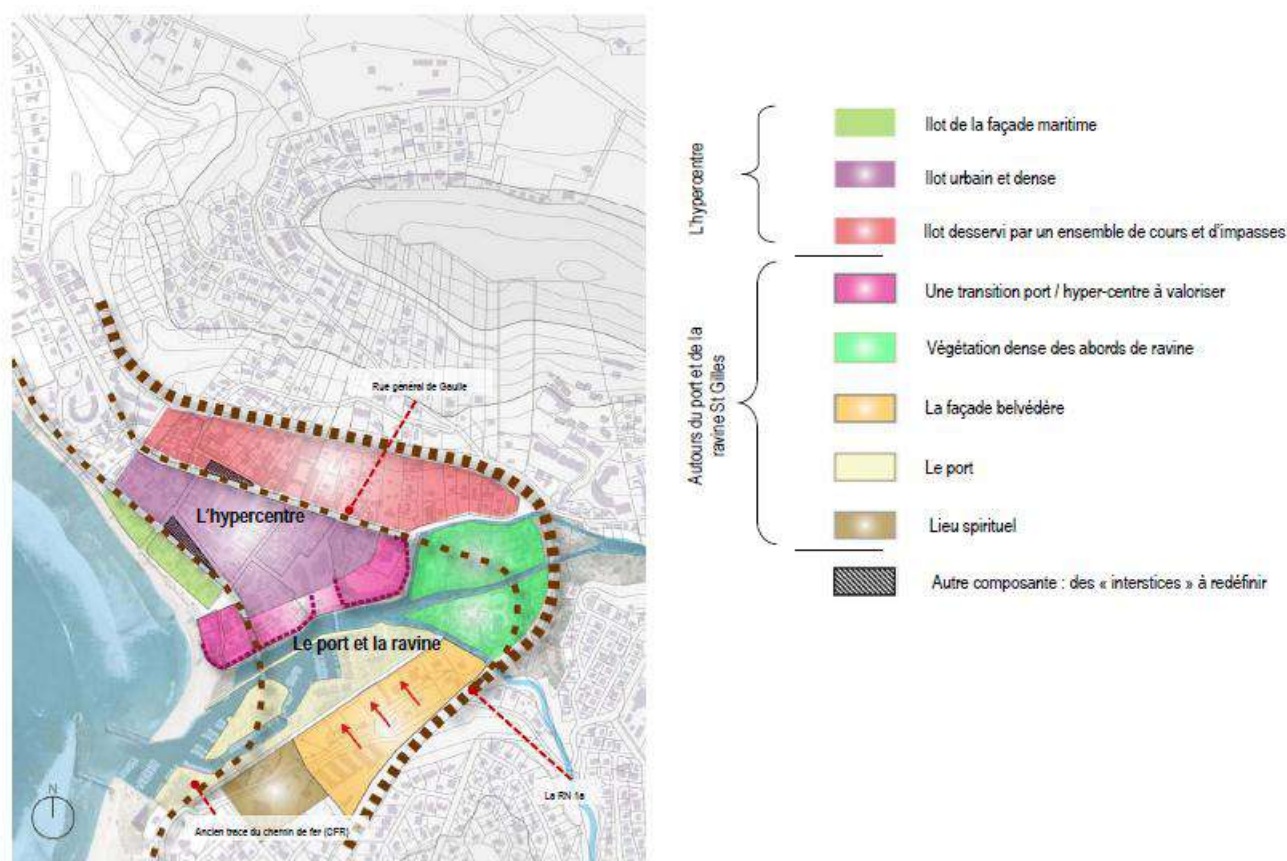 Rue général de Gaulle
L'hypercentre
Le port et la ravine
La RN 1a
N
Ancien trace du chemin de fer (CFR)
L'hypercentre
Ilot de la façade maritime
Ilot urbain et dense
Ilot desservi par un ensemble de cours et d'impasses
Autours du port et de la
ravine St Gilles
Une transition port / hyper-centre à valoriser
Végétation dense des abords de ravine
La façade belvédère
Le port
Lieu spirituel
Autre composante : des « interstices » à redéfinir